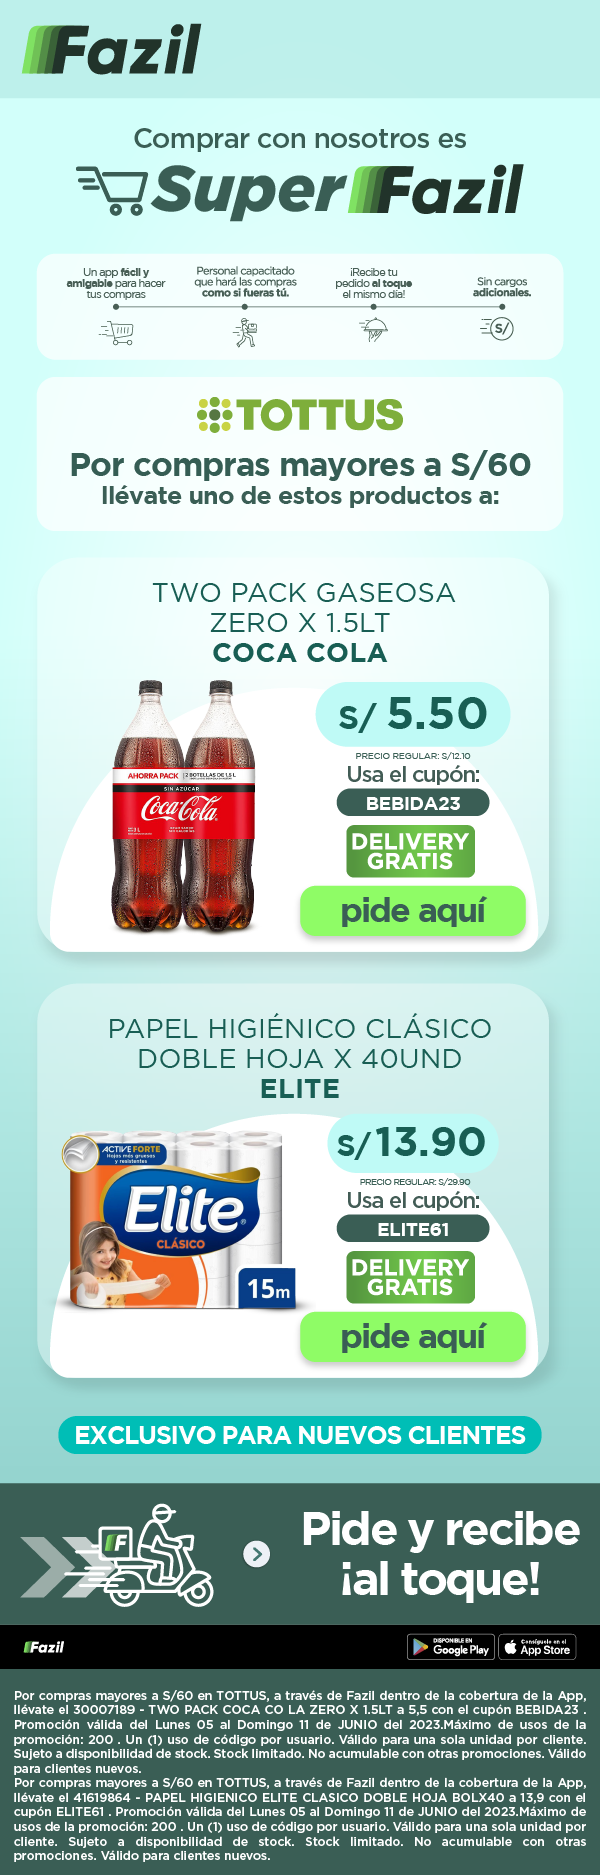 Fazil
Comprar con nosotros es
Super Fazil
Un app fácil y
amigable para hacer
tus compras
Personal capacitado
que hará las compras
como si fueras tú.
¡Recibe tu
pedido al toque
el mismo día!
Sin cargos
adicionales.
S/
TOTTUS
Por compras mayores a S/60
llévate uno de estos productos a:
TWO PACK GASEOSA
ZERO X 1.5LT
COCA COLA
AHORRA PACK 2 BOTELLAS DE 1,5 L
SIN AZÚCAR
Coca-Cola
S/ 5.50
PRECIO REGULAR: S/12.10
Usa el cupón:
BEBIDA23
DELIVERY
GRATIS
pide aquí
PAPEL HIGIÉNICO CLÁSICO
DOBLE HOJA X 40UND
ELITE
ACTIVE FORTE
Hojas más gruesas
y resistentes
Elite
CLÁSICO
15m
S/13.90
PRECIO REGULAR: S/29.90
Usa el cupón:
ELITE61
DELIVERY
GRATIS
pide aquí
EXCLUSIVO PARA NUEVOS CLIENTES
F
Pide y recibe
¡al toque!
Fazil
DISPONIBLE EN
Google Play
Consíguelo en el
App Store
Por compras mayores a S/60 en TOTTUS, a través de Fazil dentro de la cobertura de la App,
llévate el 30007189 - TWO PACK COCA CO LA ZERO X 1.5LT a 5,5 con el cupón BEBIDA23 .
Promoción válida del Lunes 05 al Domingo 11 de JUNIO del 2023.Máximo de usos de la
promoción: 200 . Un (1) uso de código por usuario. Válido para una sola unidad por cliente.
Sujeto a disponibilidad de stock. Stock limitado. No acumulable con otras promociones. Válido
para clientes nuevos.
Por compras mayores a S/60 en TOTTUS, a través de Fazil dentro de la cobertura de la App,
llévate el 41619864 - PAPEL HIGIENICO ELITE CLASICO DOBLE HOJA BOLX40 a 13,9 con el
cupón ELITE61 . Promoción válida del Lunes 05 al Domingo 11 de JUNIO del 2023.Máximo de
usos de la promoción: 200 . Un (1) uso de código por usuario. Válido para una sola unidad por
cliente. Sujeto a disponibilidad de stock. Stock limitado. No acumulable con otras
promociones. Válido para clientes nuevos.